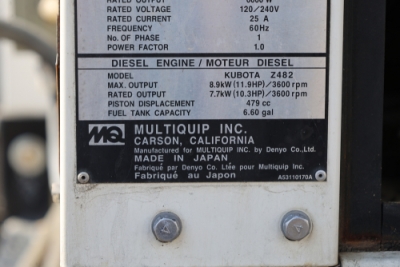 RATED OUTPUT 6000 W
RATED VOLTAGE 120/240V
RATED CURRENT 25 A
FREQUENCY 60Hz
No. OF PHASE 1
POWER FACTOR 1.0
DIESEL ENGINE/MOTEUR DIESEL
MODEL KUBOTA Z482
MAX. OUTPUT 8.9kW (11.9HP)/3600 rpm
RATED OUTPUT 7.7kW (10.3HP)/3600 rpm
PISTON DISPLACEMENT 479 cc
FUEL TANK CAPACITY 6.60 gal
MQ MULTIQUIP INC.
CARSON, CALIFORNIA
Manufactured for MULTIQUIP INC. by Denyo Co.,Ltd.
MADE IN JAPAN
Fabriqué par Denyo Co. Ltée pour Multiquip Inc.
Fabriqué au Japon A03110170A